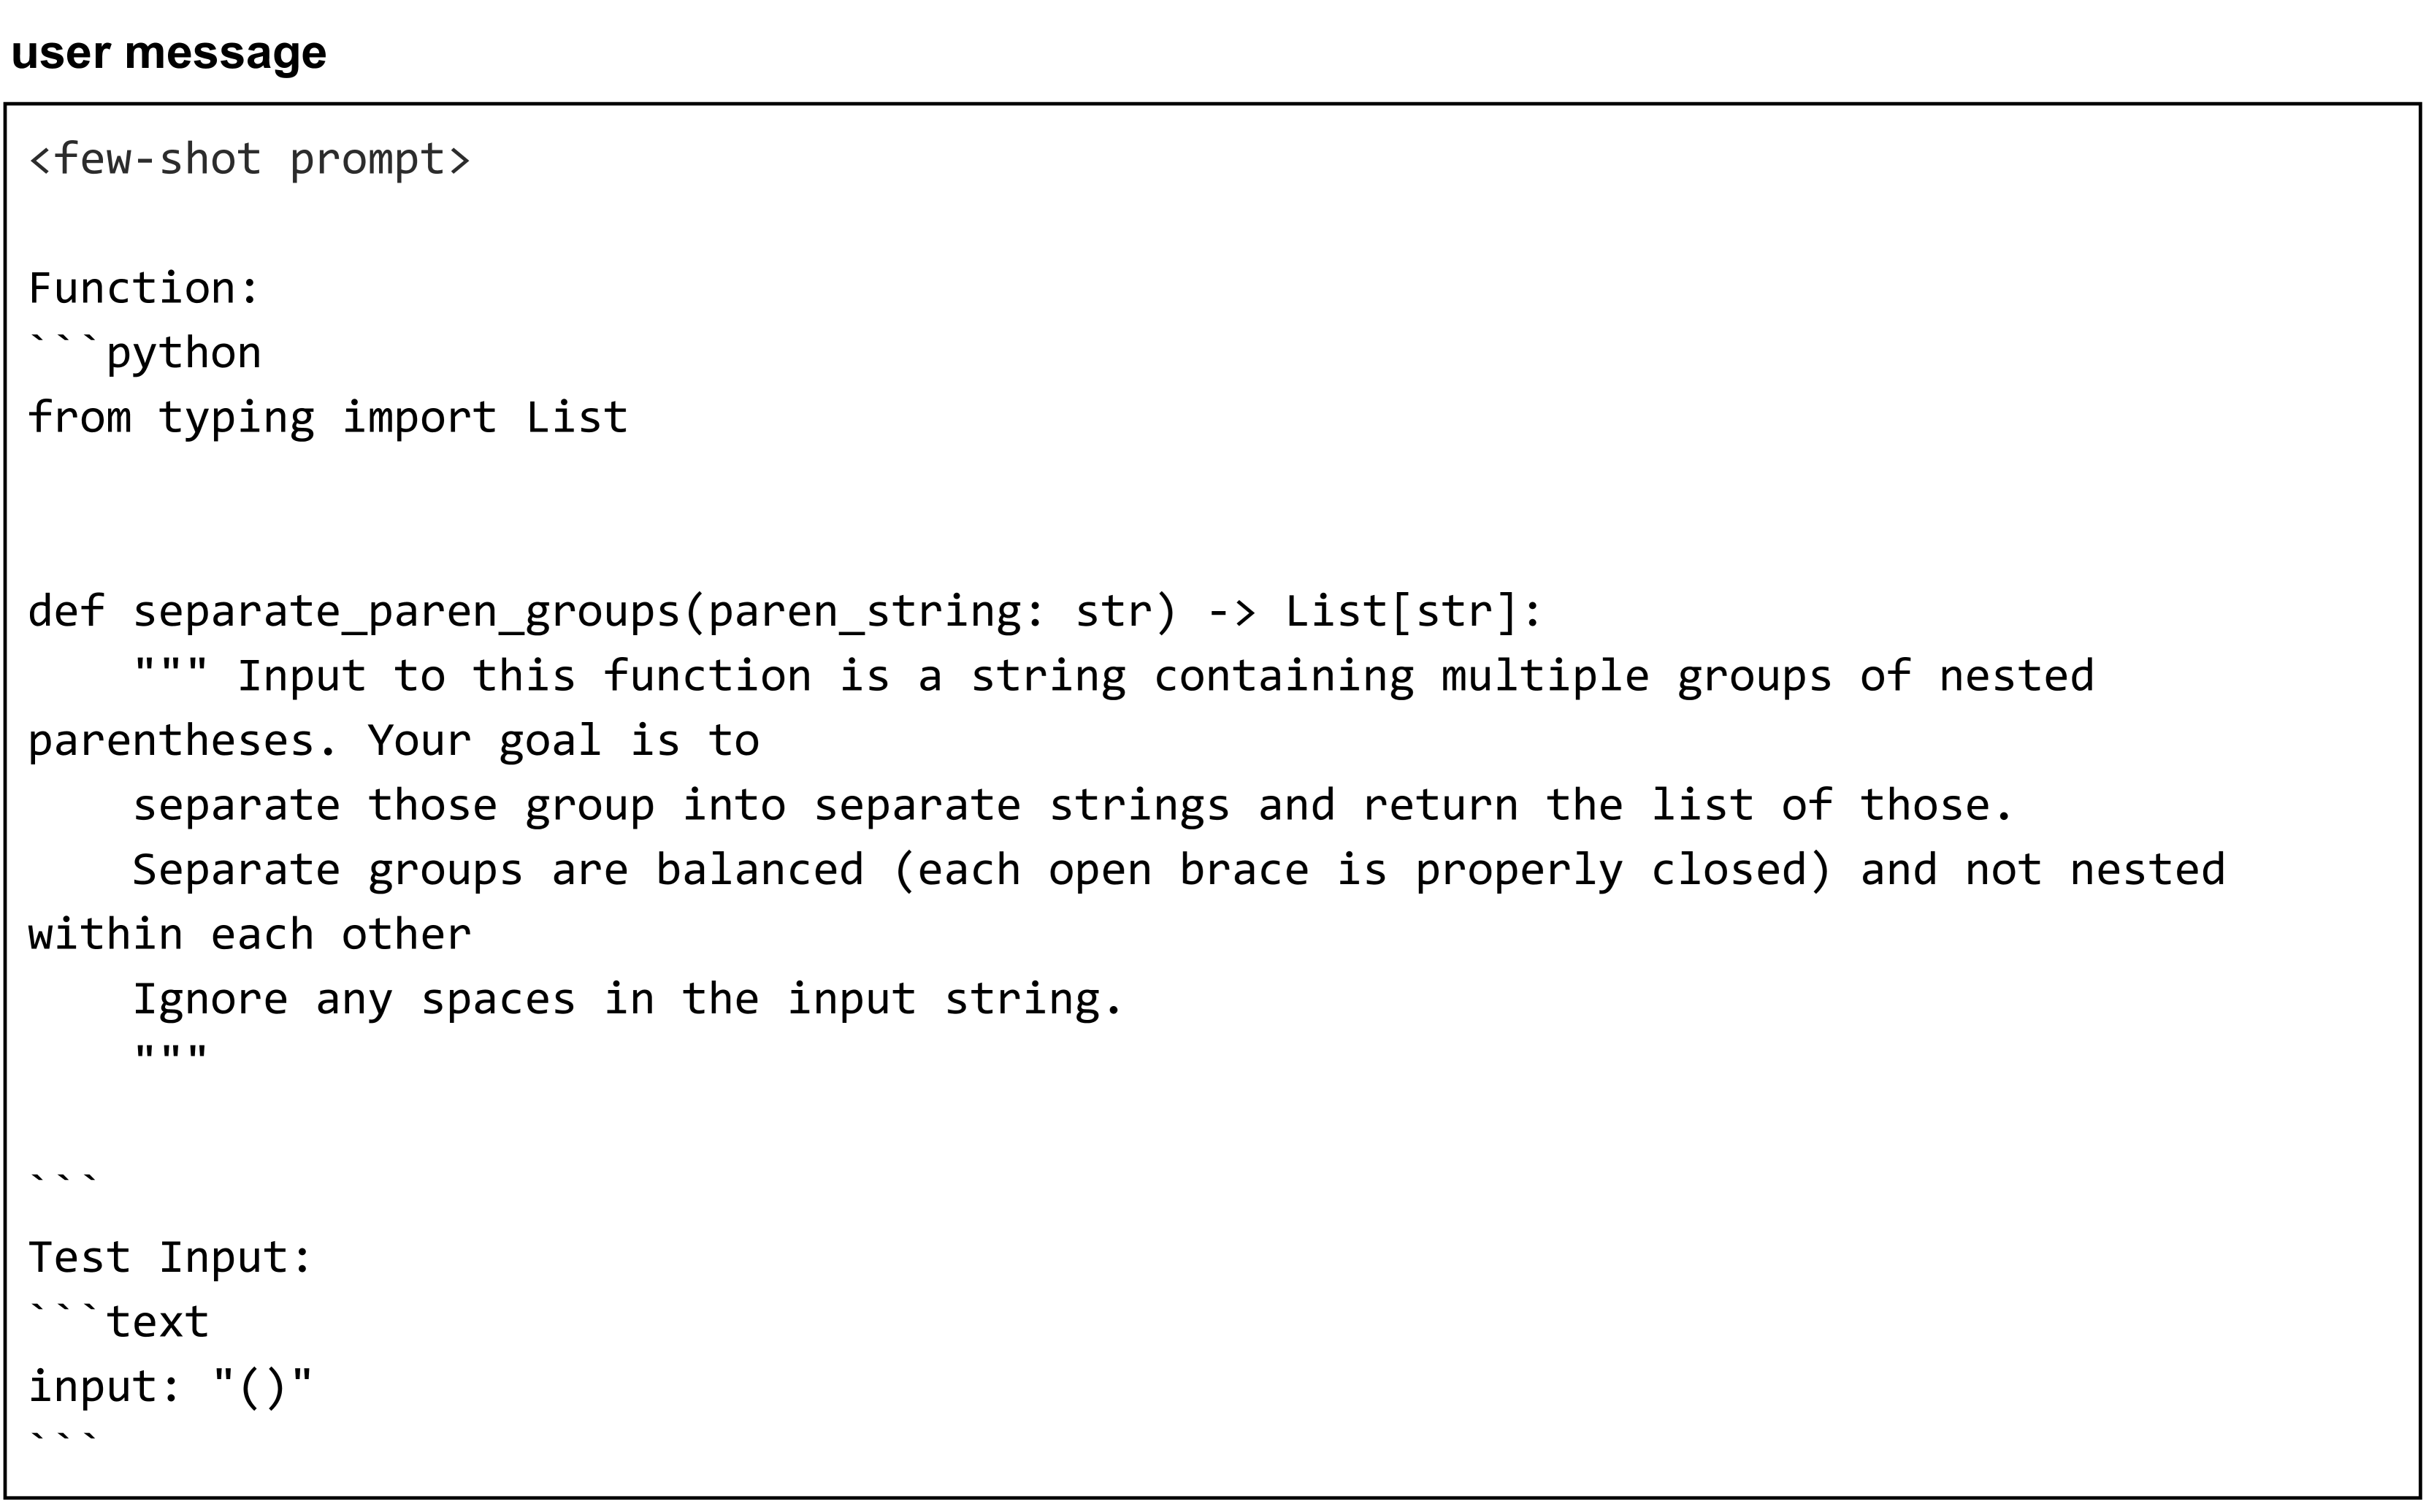 user message
<few-shot prompt>
Function:
```python
from typing import List
def separate_paren_groups(paren_string: str) -> List[str]:
    """ Input to this function is a string containing multiple groups of nested
parentheses. Your goal is to
    separate those group into separate strings and return the list of those.
    Separate groups are balanced (each open brace is properly closed) and not nested
within each other
    Ignore any spaces in the input string.
    """
```
Test Input:
```text
input: "()"
```